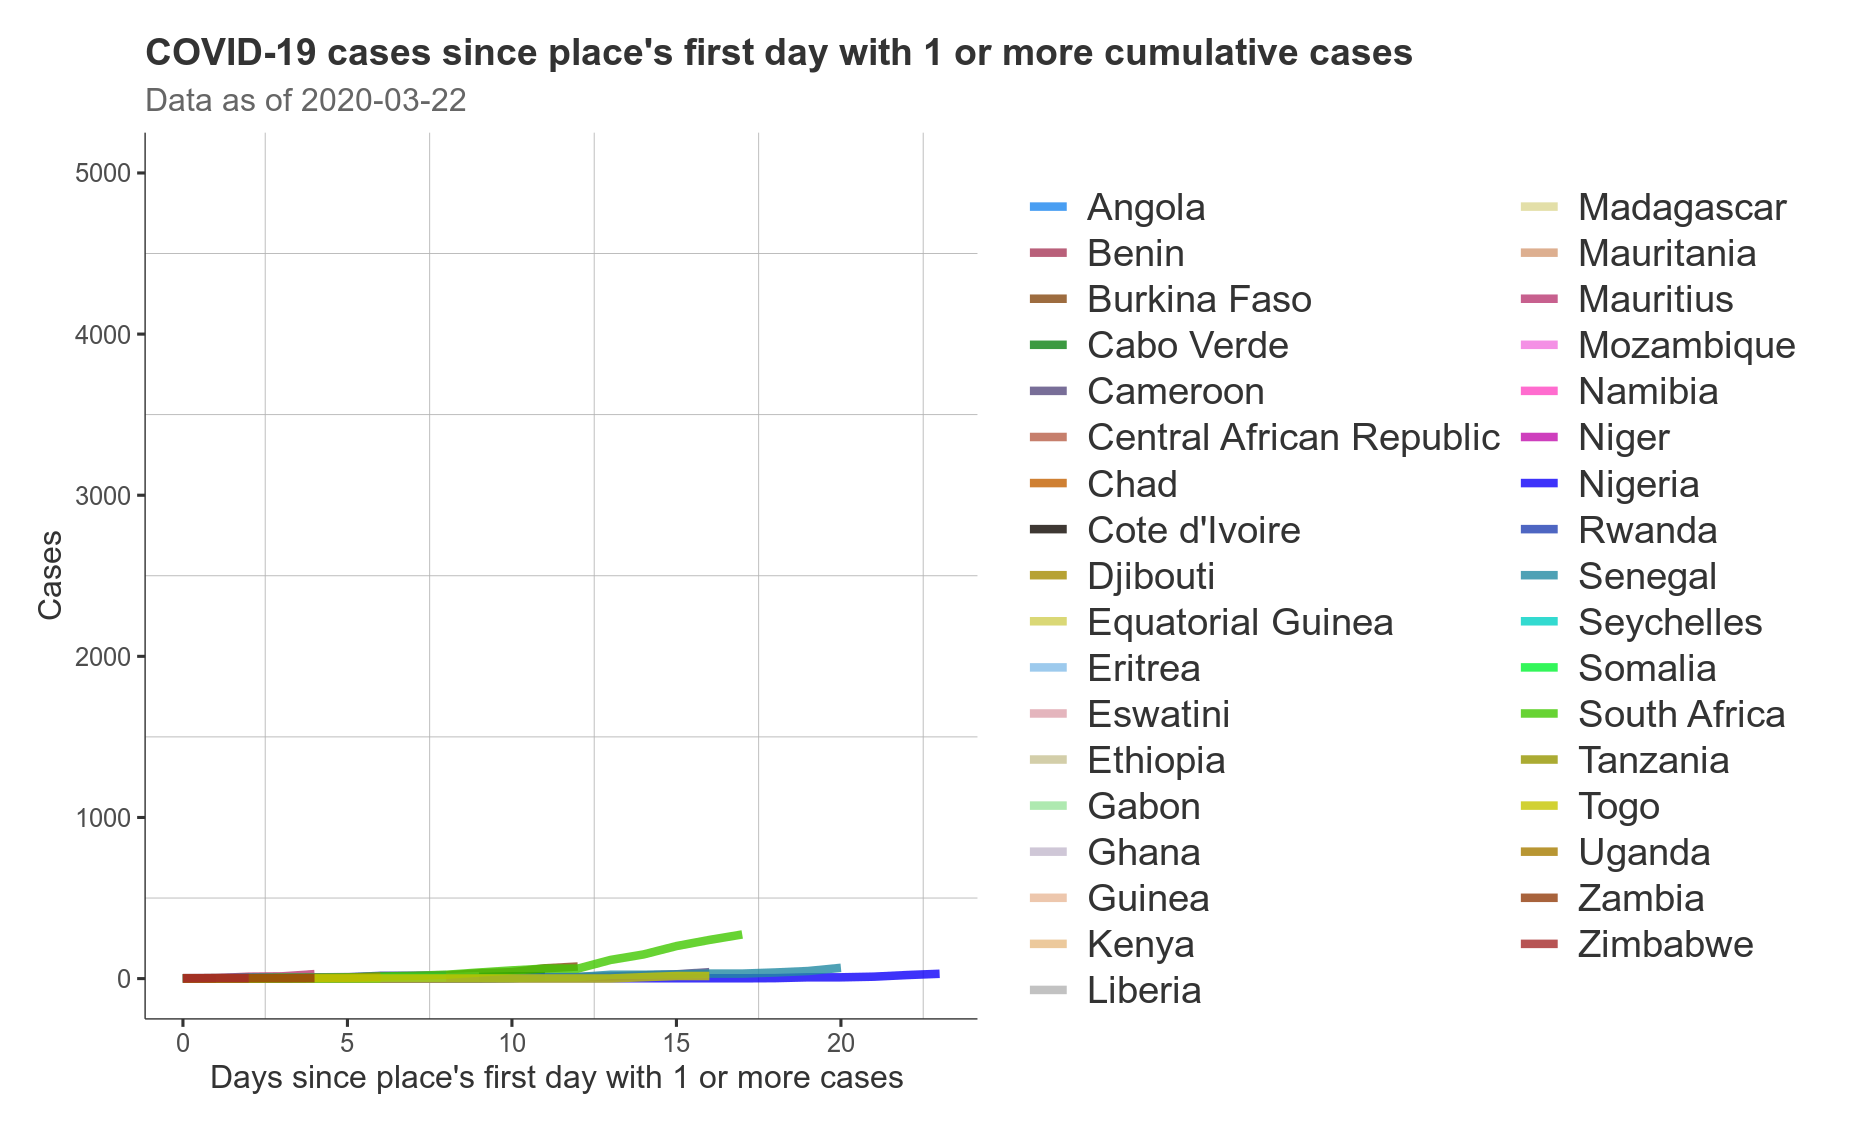 COVID-19 cases since place's first day with 1 or more cumulative cases
Data as of 2020-03-22
5000
4000
3000
2000
1000
0
Cases
0 5 10 15 20
Days since place's first day with 1 or more cases
Angola
Benin
Burkina Faso
Cabo Verde
Cameroon
Central African Republic
Chad
Cote d'Ivoire
Djibouti
Equatorial Guinea
Eritrea
Eswatini
Ethiopia
Gabon
Ghana
Guinea
Kenya
Liberia
Madagascar
Mauritania
Mauritius
Mozambique
Namibia
Niger
Nigeria
Rwanda
Senegal
Seychelles
Somalia
South Africa
Tanzania
Togo
Uganda
Zambia
Zimbabwe